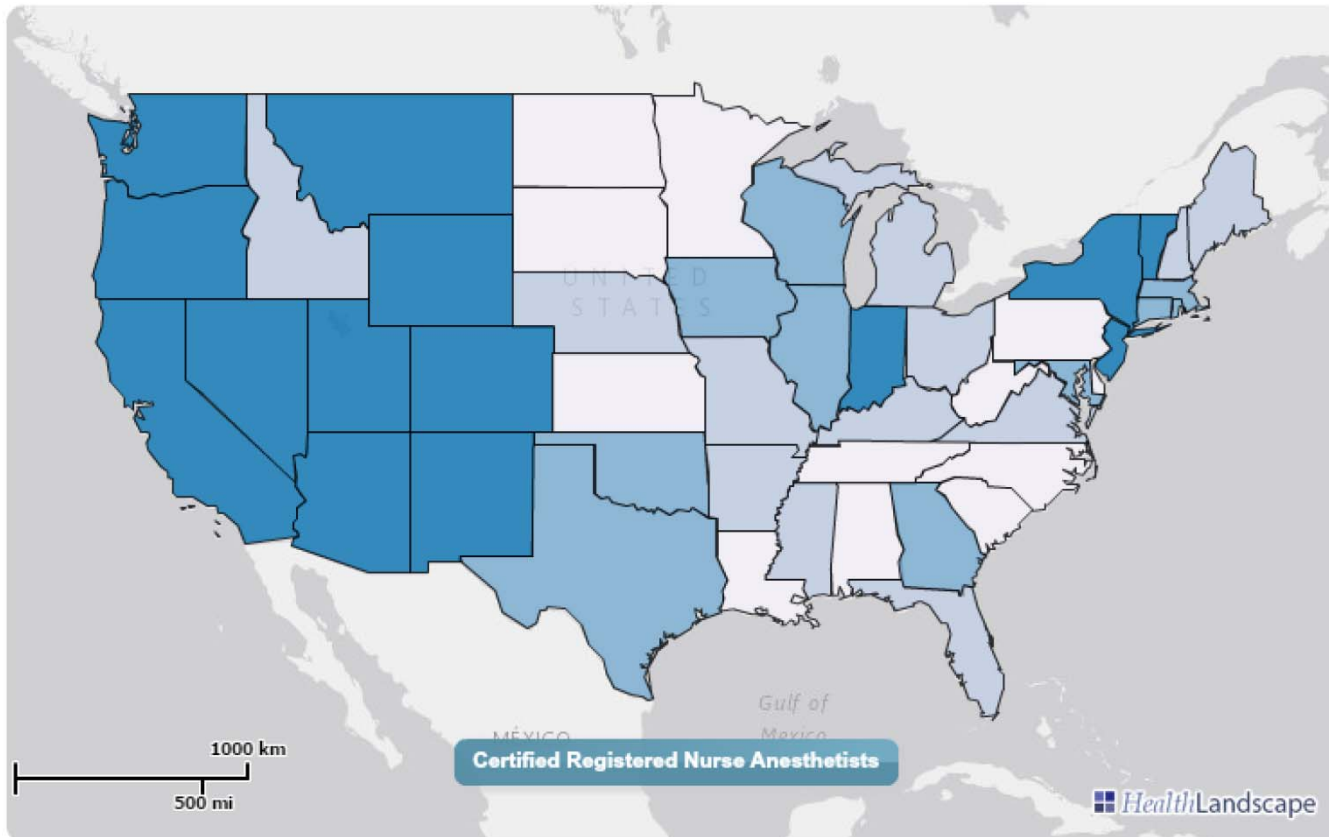 UNITED
STATES
Gulf of
Mexico
MÉXICO
1000 km
500 mi
Certified Registered Nurse Anesthetists
HealthLandscape